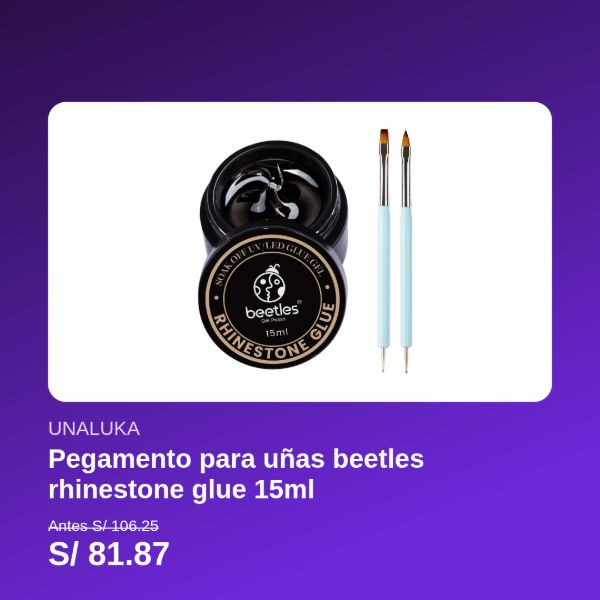 SOAK OFF UV/LED GLUE GEL
beetles
Gel Polish
15ml
RHINESTONE GLUE
UNALUKA
Pegamento para uñas beetles
rhinestone glue 15ml
Antes S/ 106.25
S/ 81.87